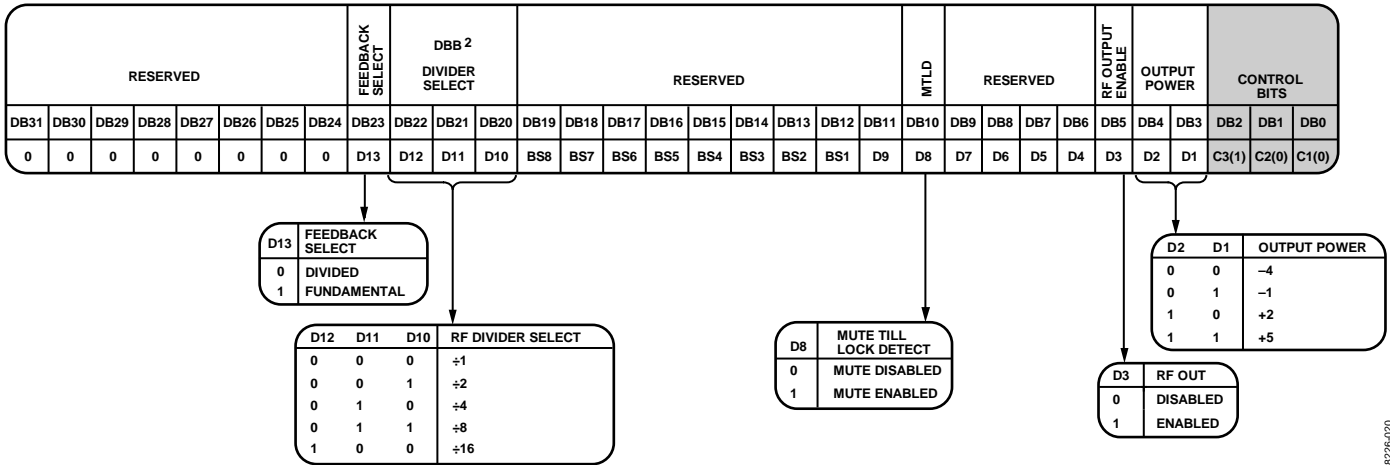 RESERVED
FEEDBACK
SELECT
DBB 2
DIVIDER
SELECT
RESERVED
MTLD
RESERVED
RF OUTPUT
ENABLE
OUTPUT
POWER
CONTROL
BITS
DB31 DB30 DB29 DB28 DB27 DB26 DB25 DB24 DB23 DB22 DB21 DB20 DB19 DB18 DB17 DB16 DB15 DB14 DB13 DB12 DB11 DB10 DB9 DB8 DB7 DB6 DB5 DB4 DB3 DB2 DB1 DB0
0 0 0 0 0 0 0 0 D13 D12 D11 D10 BS8 BS7 BS6 BS5 BS4 BS3 BS2 BS1 D9 D8 D7 D6 D5 D4 D3 D2 D1 C3(1) C2(0) C1(0)
D13 FEEDBACK
SELECT
0 DIVIDED
1 FUNDAMENTAL
D12 D11 D10 RF DIVIDER SELECT
0 0 0 ÷1
0 0 1 ÷2
0 1 0 ÷4
0 1 1 ÷8
1 0 0 ÷16
D8 MUTE TILL
LOCK DETECT
0 MUTE DISABLED
1 MUTE ENABLED
D3 RF OUT
0 DISABLED
1 ENABLED
D2 D1 OUTPUT POWER
0 0 –4
0 1 –1
1 0 +2
1 1 +5